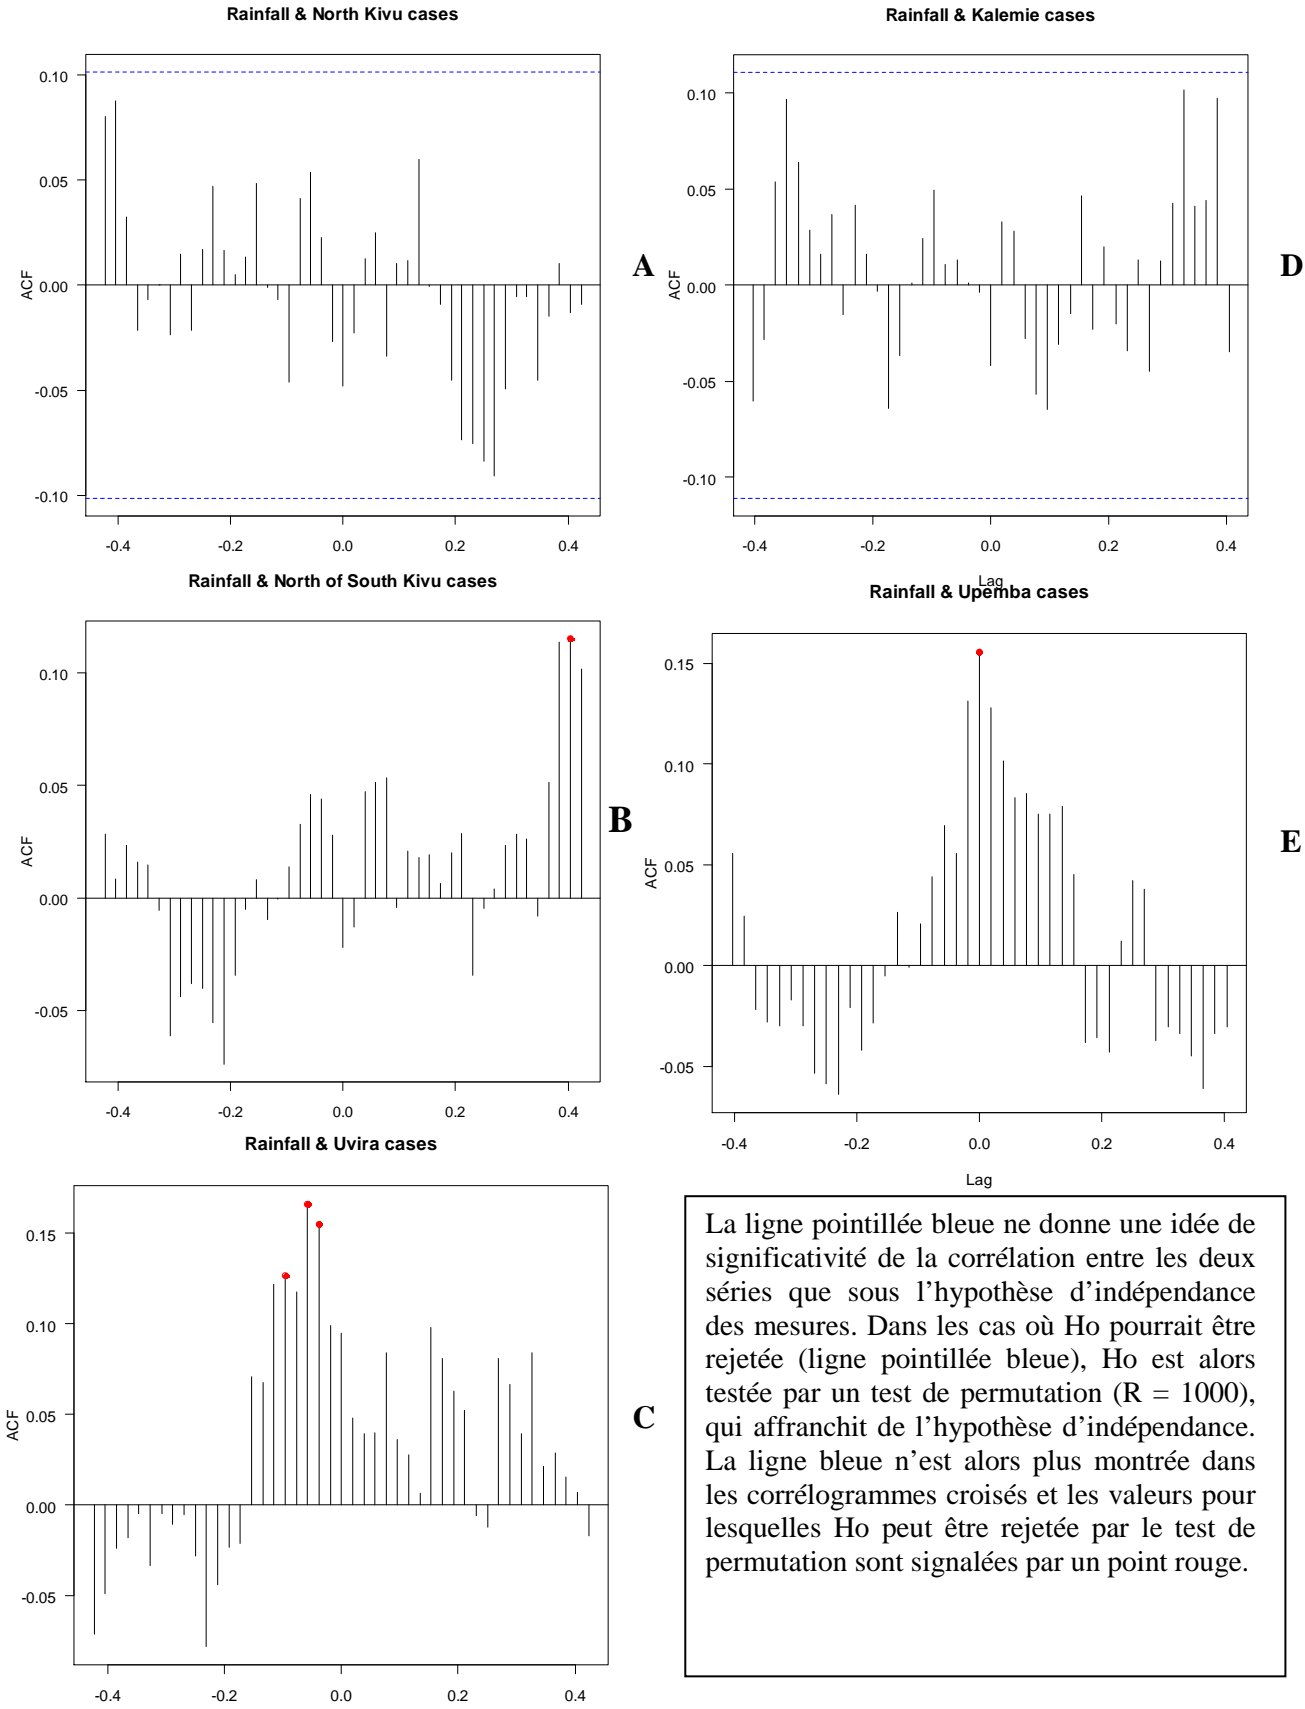 Rainfall & North Kivu cases
ACF
0.10
0.05
0.00
-0.05
-0.10
-0.4 -0.2 0.0 0.2 0.4
A
Rainfall & Kalemie cases
ACF
0.10
0.05
0.00
-0.05
-0.10
-0.4 -0.2 0.0 0.2 0.4
Lag
D
Rainfall & North of South Kivu cases
ACF
0.10
0.05
0.00
-0.05
-0.4 -0.2 0.0 0.2 0.4
B
Rainfall & Upemba cases
ACF
0.15
0.10
0.05
0.00
-0.05
-0.4 -0.2 0.0 0.2 0.4
Lag
E
Rainfall & Uvira cases
ACF
0.15
0.10
0.05
0.00
-0.05
-0.4 -0.2 0.0 0.2 0.4
C
La ligne pointillée bleue ne donne une idée de
significativité de la corrélation entre les deux
séries que sous l’hypothèse d’indépendance
des mesures. Dans les cas où Ho pourrait être
rejetée (ligne pointillée bleue), Ho est alors
testée par un test de permutation (R = 1000),
qui affranchit de l’hypothèse d’indépendance.
La ligne bleue n’est alors plus montrée dans
les corrélogrammes croisés et les valeurs pour
lesquelles Ho peut être rejetée par le test de
permutation sont signalées par un point rouge.